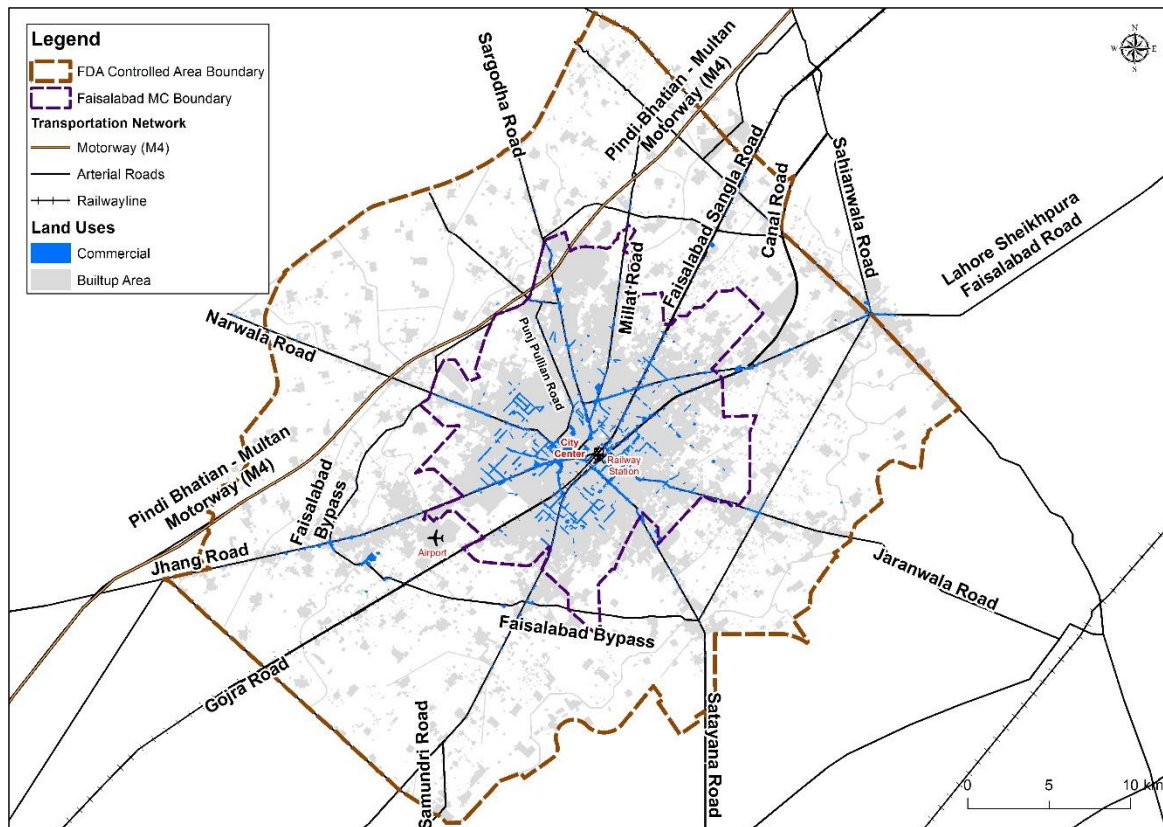 Legend
FDA Controlled Area Boundary
Faisalabad MC Boundary
Transportation Network
Motorway (M4)
Arterial Roads
Railwayline
Land Uses
Commercial
Builtup Area
N
W
E
S
Sargodha Road
Pindi Bhatian - Multan
Motorway (M4)
Faisalabad Sangla Road
Canal Road
Sahianwala Road
Lahore Sheikhpura
Faisalabad Road
Millat Road
Narwala Road
Punj Pullian Road
City
Center
Railway
Station
Pindi Bhatian - Multan
Motorway (M4)
Faisalabad
Bypass
Airport
Jhang Road
Jaranwala Road
Faisalabad Bypass
Gojra Road
Samundri Road
Satayana Road
0 5 10 km